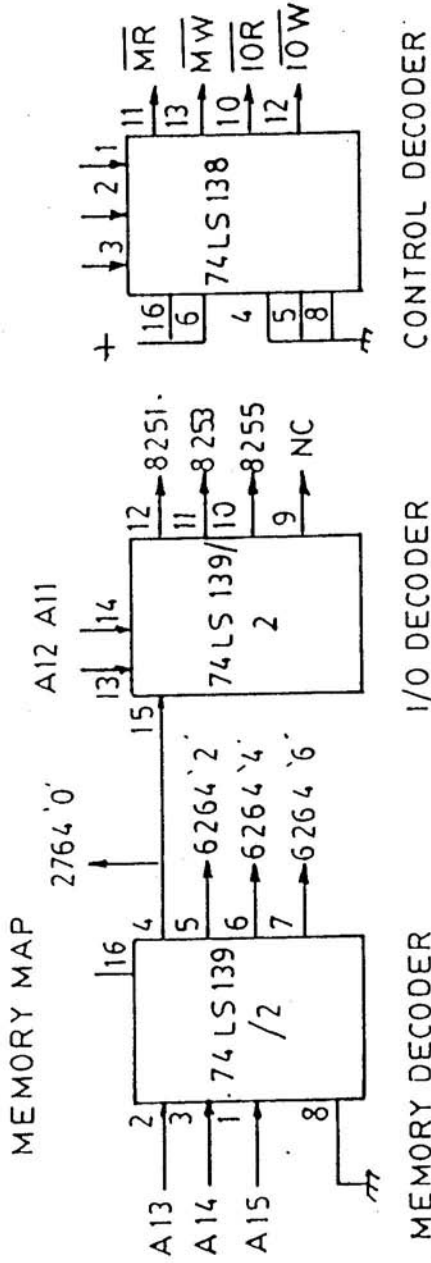 MEMORY MAP
2764 '0'
A13
A14
A15
2
3
1
8
16
74LS139
/2
4
5
6
7
6264 '2'
6264 '4'
6264 '6'
MEMORY DECODER
A12 A11
13
14
15
74LS139/
2
12
11
10
9
8251.
8253
8255
NC
I/O DECODER
+
3
2
1
16
6
4
5
8
74LS138
11
13
10
12
MR
MW
IOR
IOW
CONTROL DECODER